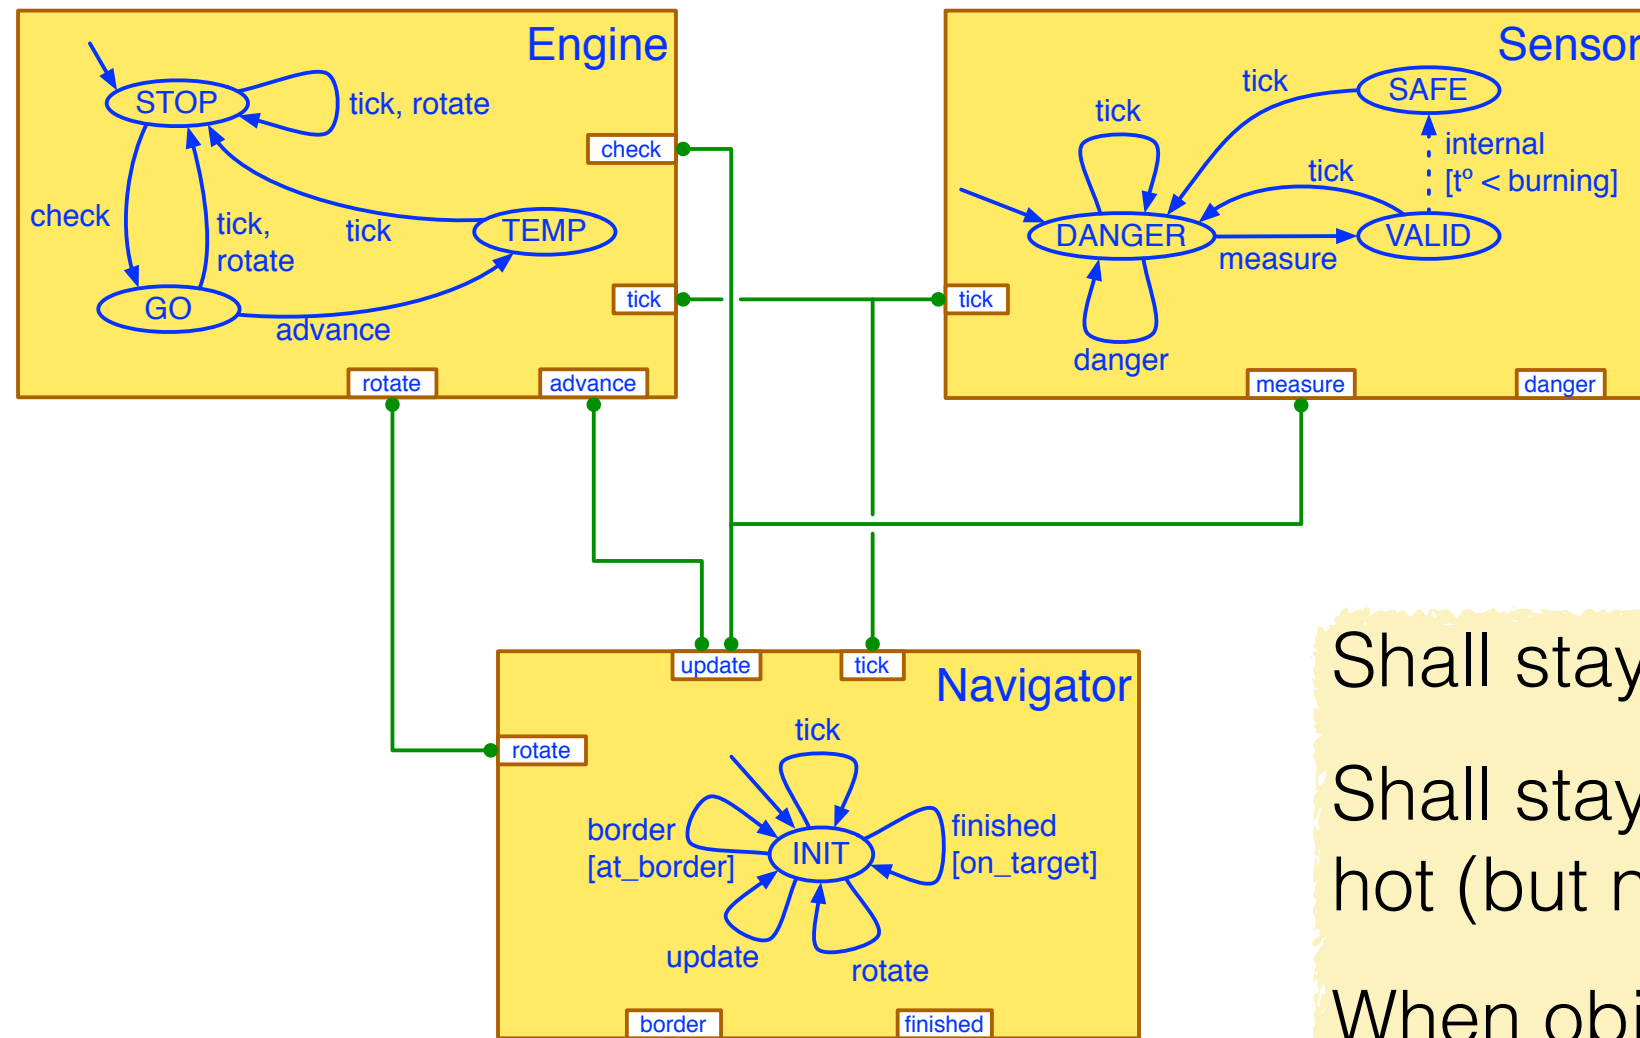 Engine
STOP
tick, rotate
check
check
tick,
rotate
tick
TEMP
GO
advance
tick
rotate
advance
Sensor
tick
SAFE
tick
internal
[tº < burning]
tick
DANGER
VALID
measure
tick
danger
measure
danger
update
tick
Navigator
rotate
tick
border
[at_border]
INIT
finished
[on_target]
update
rotate
border
finished
Shall stay
Shall stay
hot (but n
When obj